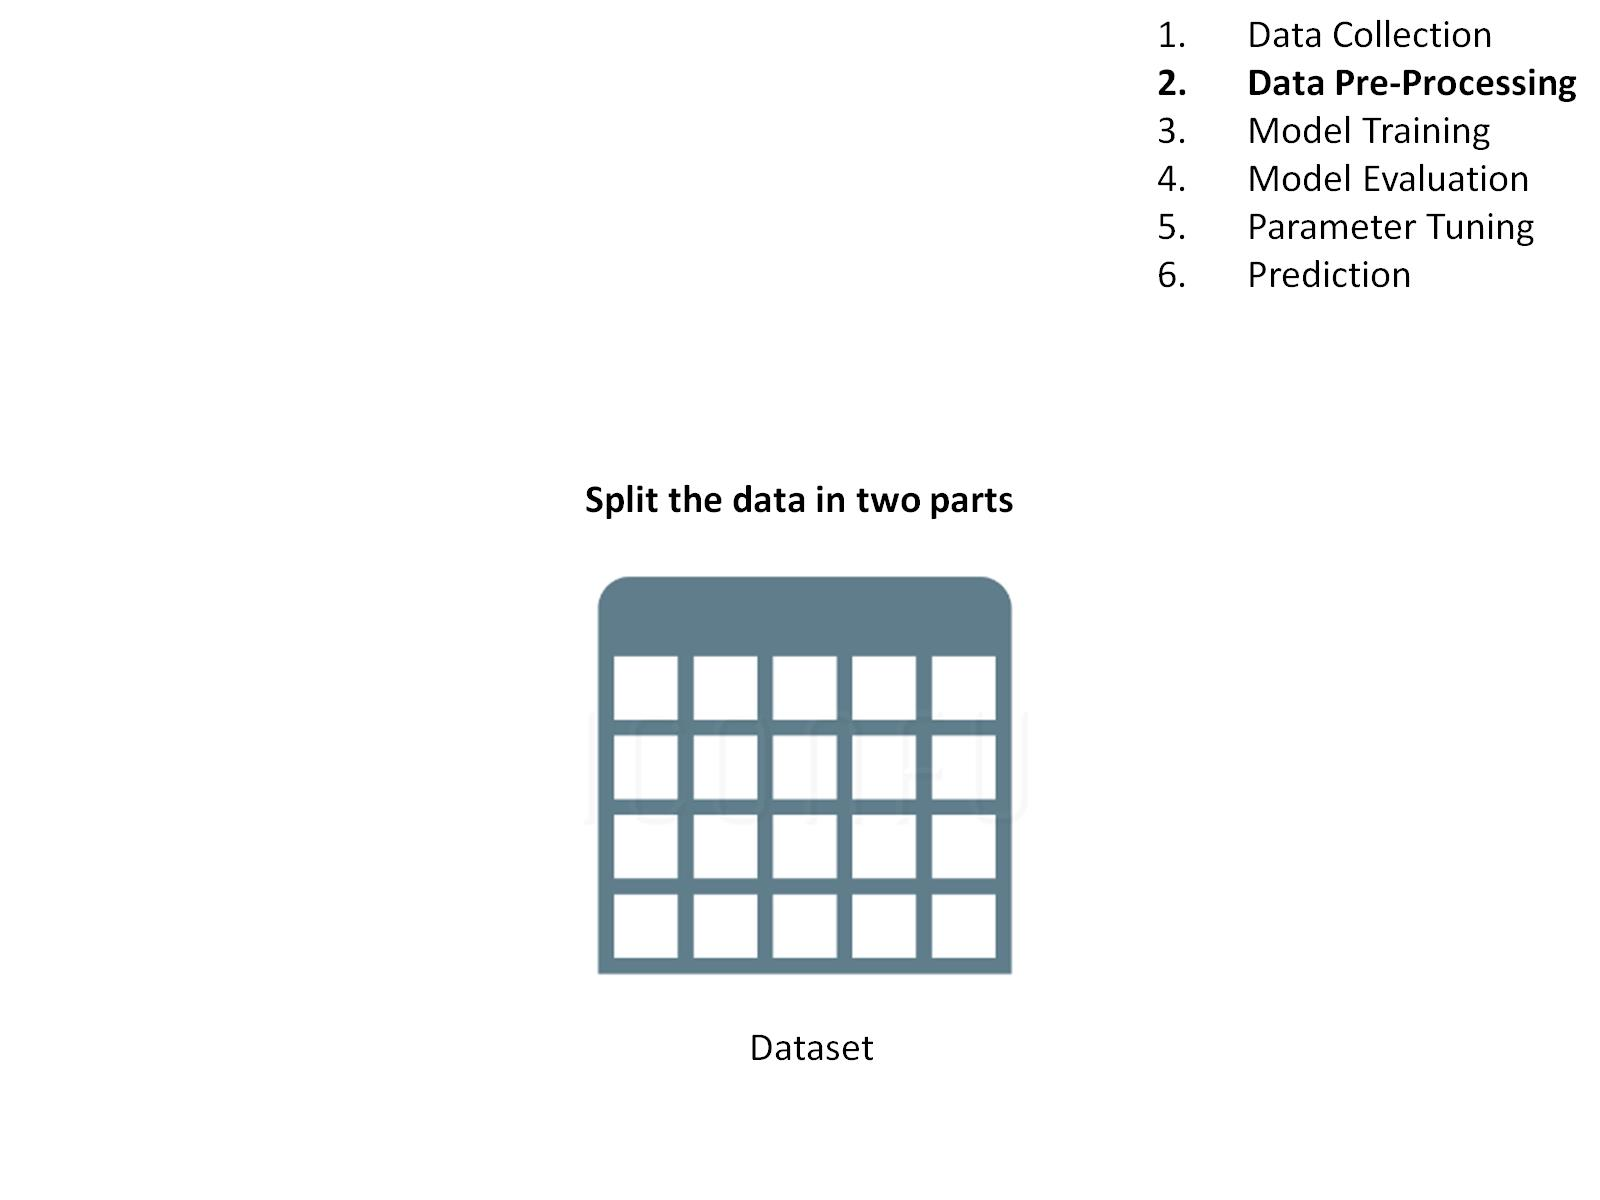 1. Data Collection
2. Data Pre-Processing
3. Model Training
4. Model Evaluation
5. Parameter Tuning
6. Prediction
Split the data in two parts
ICONFU
Dataset